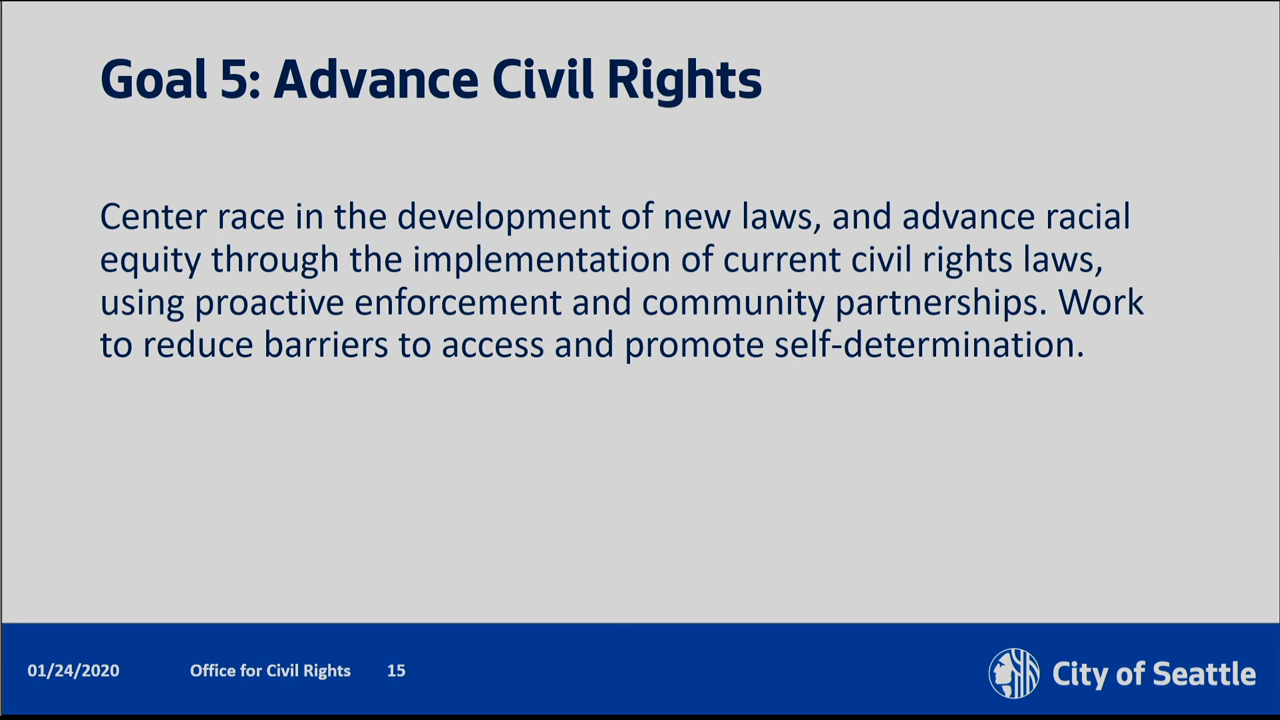 Goal 5: Advance Civil Rights
Center race in the development of new laws, and advance racial
equity through the implementation of current civil rights laws,
using proactive enforcement and community partnerships. Work
to reduce barriers to access and promote self-determination.
01/24/2020 Office for Civil Rights 15 City of Seattle